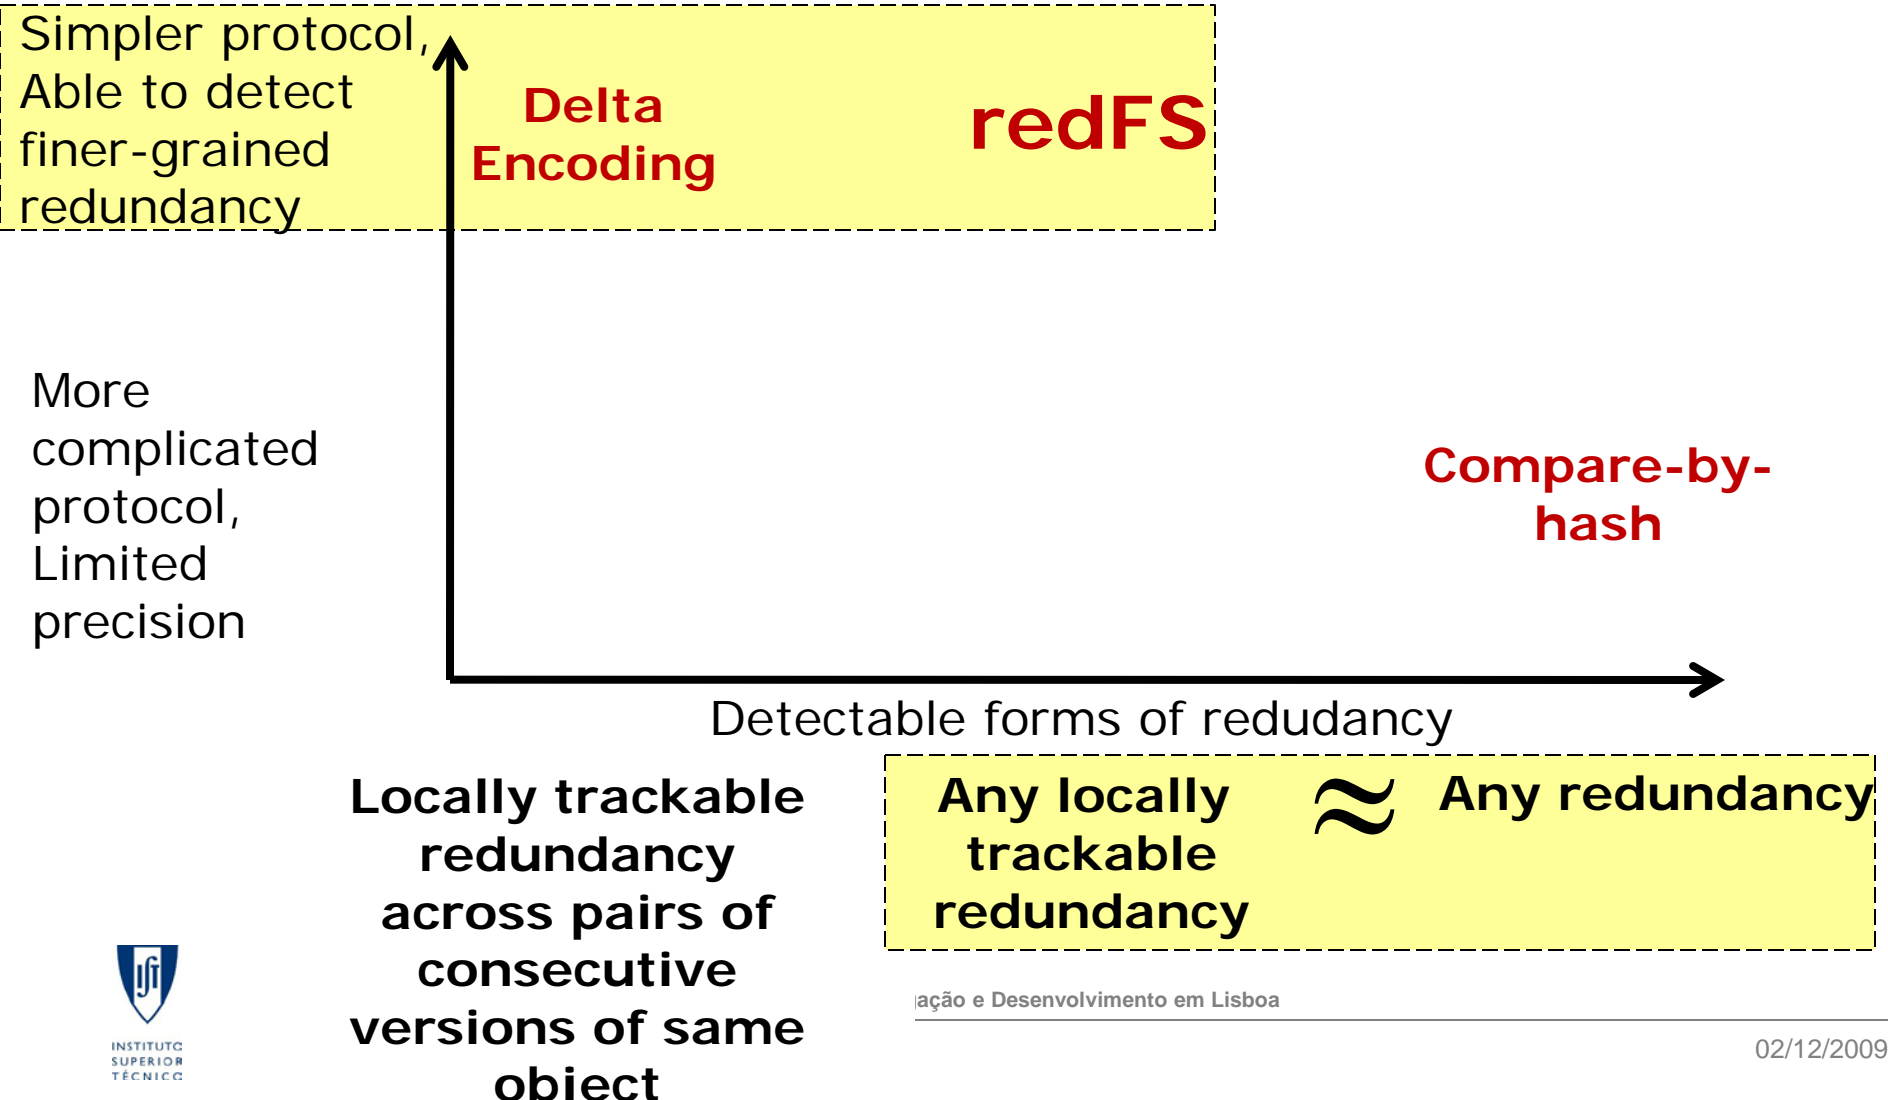 Simpler protocol,
Able to detect
finer-grained
redundancy
Delta
Encoding
redFS
More
complicated
protocol,
Limited
precision
Compare-by-
hash
Detectable forms of redudancy
Locally trackable
redundancy
across pairs of
consecutive
versions of same
object
Any locally
trackable
redundancy
≈
Any redundancy
ação e Desenvolvimento em Lisboa
02/12/2009
INSTITUTO
SUPERIOR
TÉCNICO